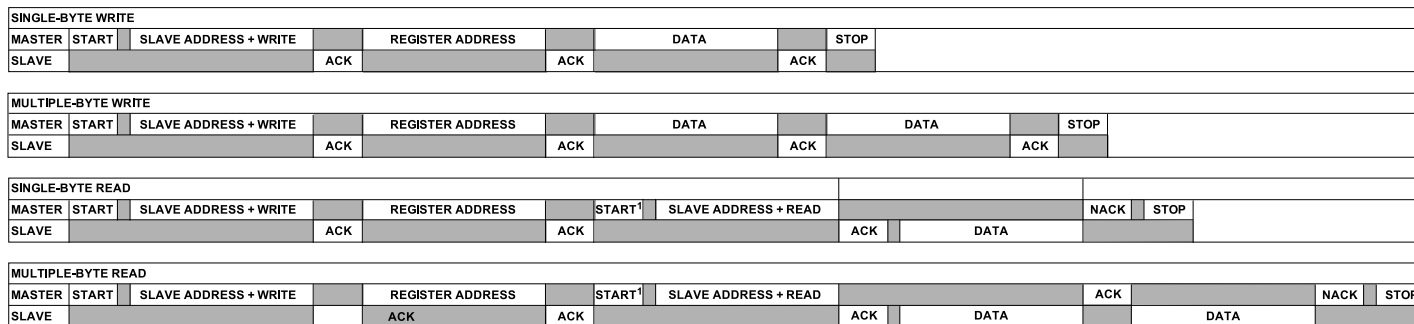 SINGLE-BYTE WRITE
MASTER START SLAVE ADDRESS + WRITE REGISTER ADDRESS DATA STOP
SLAVE ACK ACK ACK
MULTIPLE-BYTE WRITE
MASTER START SLAVE ADDRESS + WRITE REGISTER ADDRESS DATA DATA STOP
SLAVE ACK ACK ACK ACK
SINGLE-BYTE READ
MASTER START SLAVE ADDRESS + WRITE REGISTER ADDRESS START¹ SLAVE ADDRESS + READ NACK STOP
SLAVE ACK ACK ACK DATA
MULTIPLE-BYTE READ
MASTER START SLAVE ADDRESS + WRITE REGISTER ADDRESS START¹ SLAVE ADDRESS + READ ACK NACK STOP
SLAVE ACK ACK ACK DATA DATA